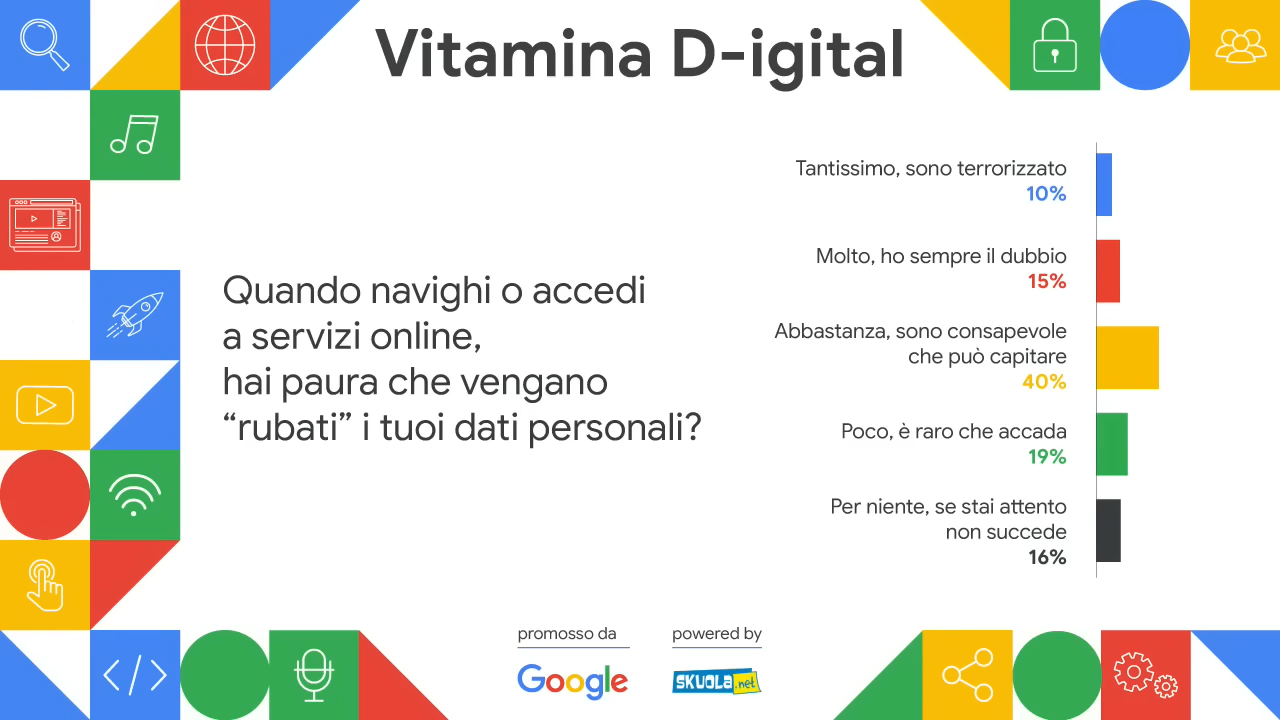 Vitamina D-igital
Quando navighi o accedi
a servizi online,
hai paura che vengano
“rubati” i tuoi dati personali?
Tantissimo, sono terrorizzato
10%
Molto, ho sempre il dubbio
15%
Abbastanza, sono consapevole
che può capitare
40%
Poco, è raro che accada
19%
Per niente, se stai attento
non succede
16%
promosso da
Google
powered by
SKUOLA.net